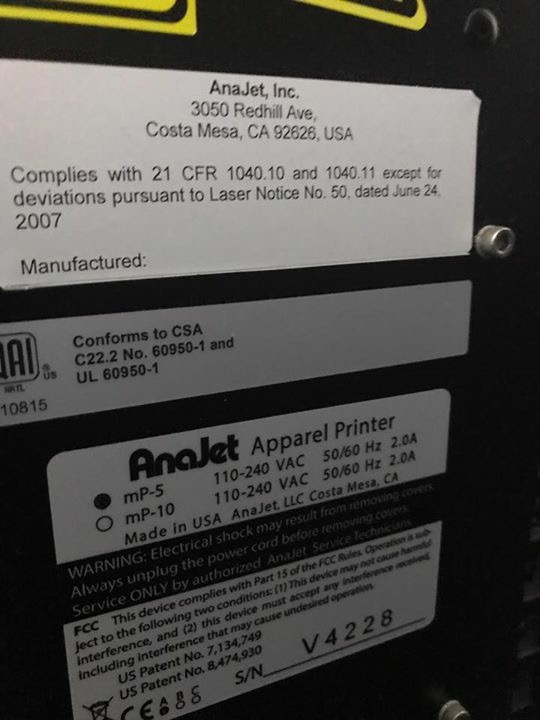 AnaJet, Inc.
3050 Redhill Ave,
Costa Mesa, CA 92626, USA
Complies with 21 CFR 1040.10 and 1040.11 except for
deviations pursuant to Laser Notice No. 50, dated June 24,
2007
Manufactured:
QAI
US
NRTL
10815
Conforms to CSA
C22.2 No. 60950-1 and
UL 60950-1
AnaJet Apparel Printer
mP-5 110-240 VAC 50/60 Hz 2.0A
mP-10 110-240 VAC 50/60 Hz 2.0A
Made in USA AnaJet, LLC Costa Mesa, CA
WARNING: Electrical shock may result from removing covers.
Always unplug the power cord before removing covers.
Service ONLY by authorized AnaJet Service Technicians.
FCC This device complies with Part 15 of the FCC Rules. Operation is sub-
ject to the following two conditions: (1) This device may not cause harmful
interference, and (2) this device must accept any interference received,
including interference that may cause undesired operation.
US Patent No. 7,134,749
US Patent No. 8,474,930
CE A B C
S/N V4228